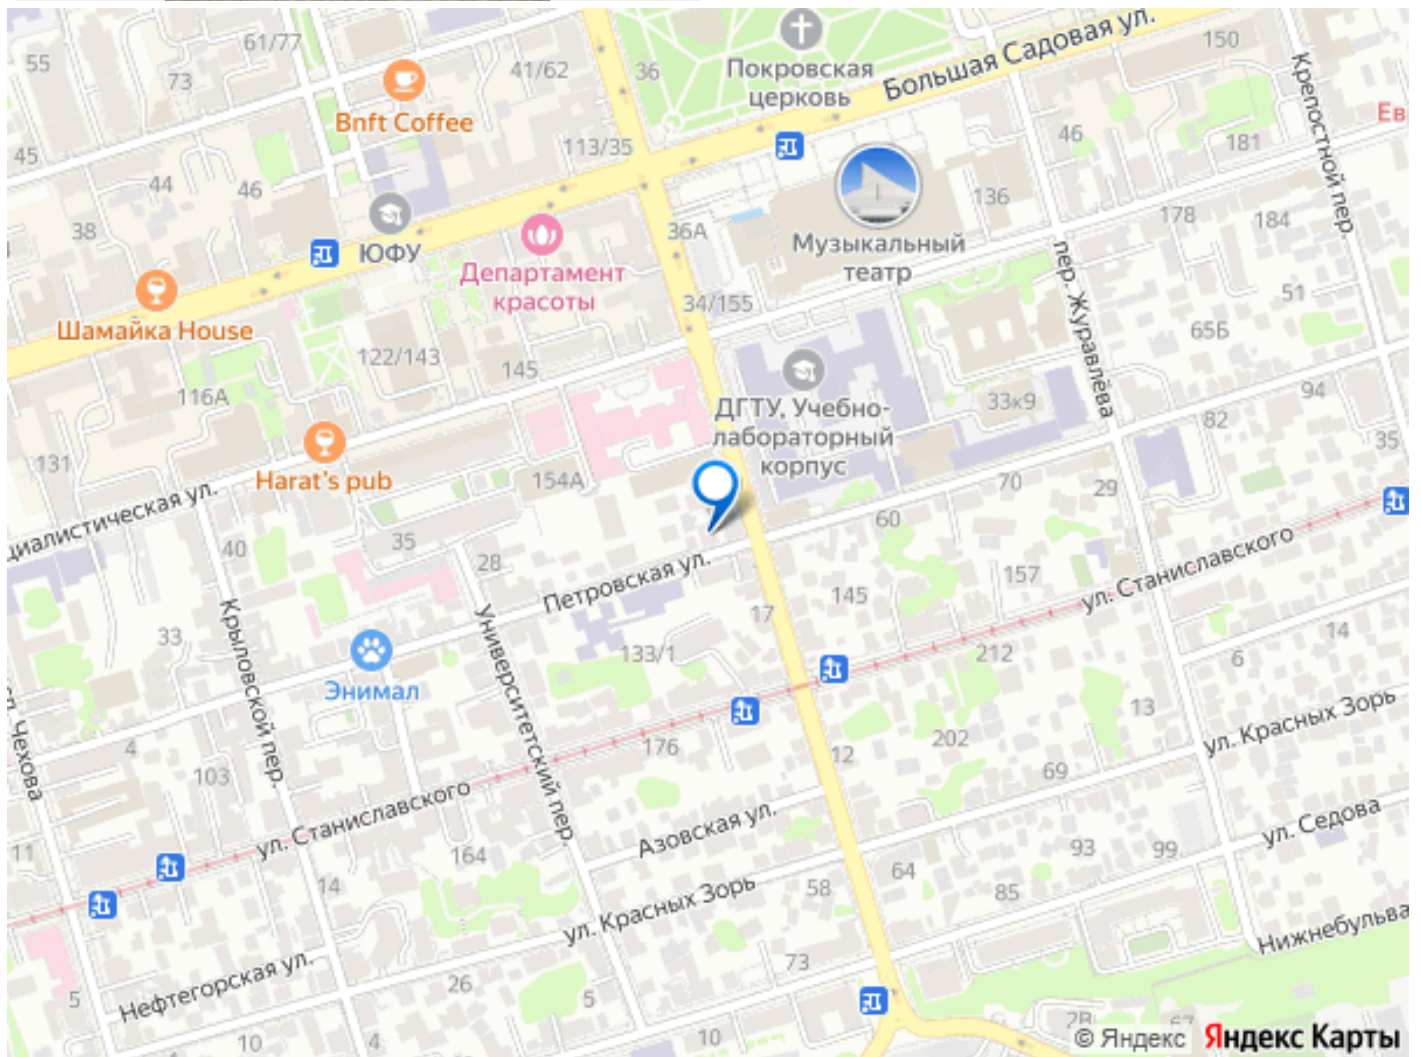 61/77
55
73
41/62
36
Покровская
церковь
Большая Садовая ул.
150
Крепостной пер.
Bnft Coffee
113/35
46
181
Ев
45
44
46
136
178
184
38
ЮФУ
36А
Музыкальный
театр
пер. Журавлёва
Департамент
красоты
34/155
51
Шамайка House
122/143
145
65Б
116А
ДГТУ, Учебно-
лабораторный
корпус
33к9
94
82
35
131
Harat's pub
154А
70
29
циалистическая ул.
60
40
35
28
Петровская ул.
145
157
ул. Станиславского
Крыловской пер.
Университетский пер.
17
33
133/1
212
14
6
Энимал
ул. Чехова
4
103
176
12
202
13
ул. Красных Зорь
69
ул. Станиславского
Азовская ул.
ул. Седова
11
164
93
99
14
58
64
85
ул. Красных Зорь
Нижнебульва
Нефтегорская ул.
73
5
26
5
10
4
10
2В
67
© Яндекс Яндекс Карты